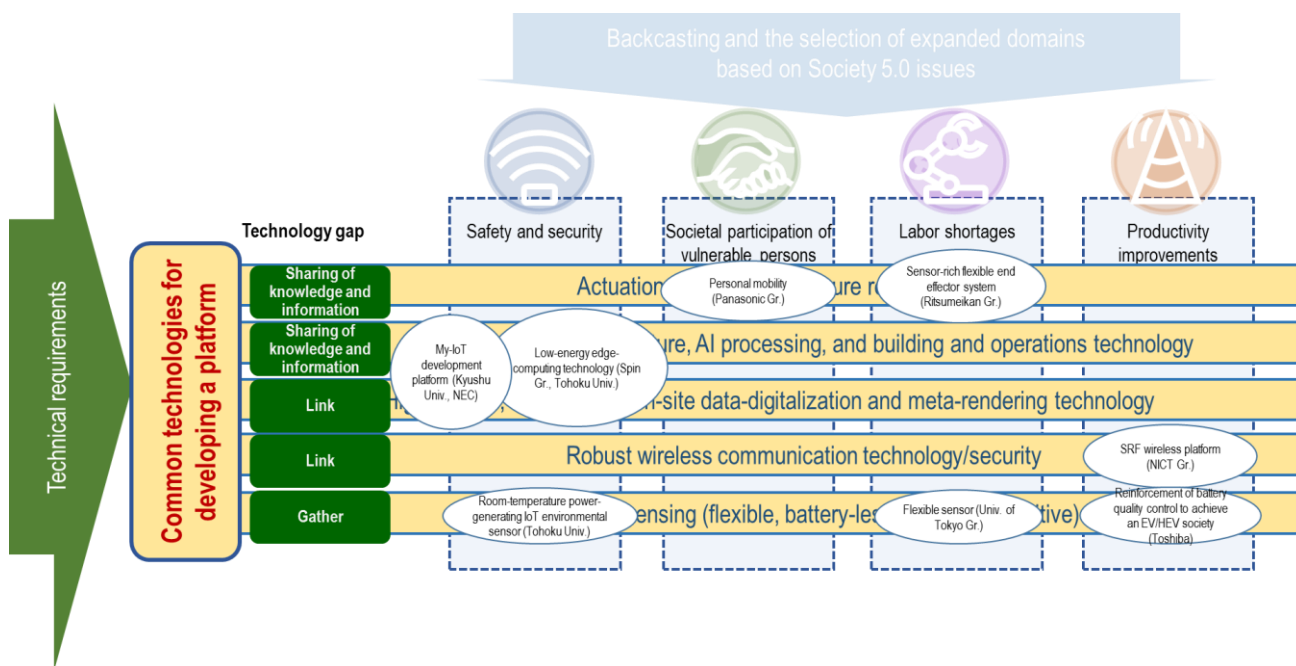 Backcasting and the selection of expanded domains
based on Society 5.0 issues
Technical requirements
Common technologies for
developing a platform
Technology gap
Safety and security
Societal participation of
vulnerable persons
Labor shortages
Productivity
improvements
Sharing of
knowledge and
information
Actuation
ure r
Personal mobility
(Panasonic Gr.)
Sensor-rich flexible end
effector system
(Ritsumeikan Gr.)
Sharing of
knowledge and
information
My-IoT
development
platform (Kyushu
Univ., NEC)
Low-energy edge-
computing technology (Spin
Gr., Tohoku Univ.)
ure, AI processing, and building and operations technology
Link
n-site data-digitalization and meta-rendering technology
Link
Robust wireless communication technology/security
SRF wireless platform
(NICT Gr.)
Gather
Room-temperature power-
generating IoT environmental
sensor (Tohoku Univ.)
ensing (flexible, battery-les
itive)
Flexible sensor (Univ. of
Tokyo Gr.)
Reinforcement of battery
quality control to achieve
an EV/HEV society
(Toshiba)